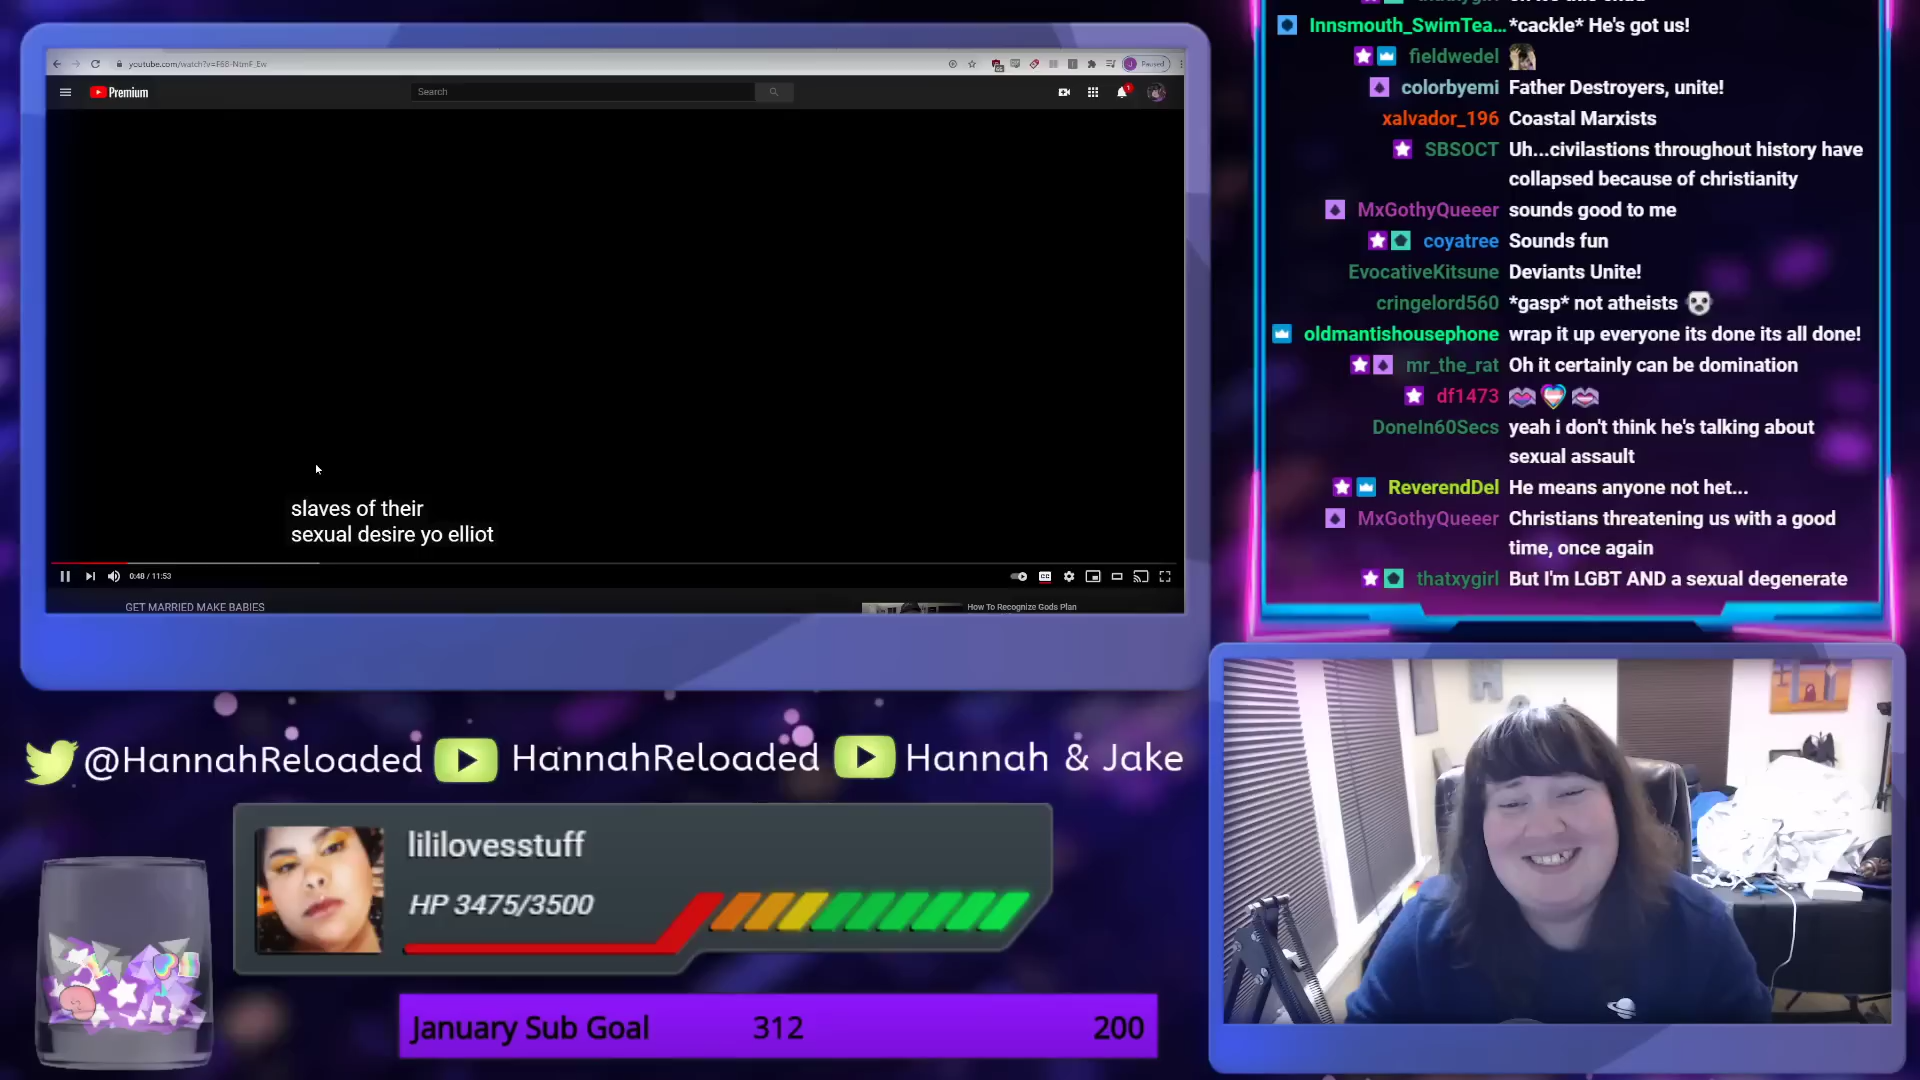 youtube.com/watch?v=F68-NtmF_Ew
Paused
Premium
Search
slaves of their
sexual desire yo elliot
0:48 / 11:53
GET MARRIED MAKE BABIES
How To Recognize Gods Plan
Innsmouth_SwimTea... *cackle* He's got us!
fieldwedel
colorbyemi Father Destroyers, unite!
xalvador_196 Coastal Marxists
SBSOCT Uh...civilastions throughout history have
collapsed because of christianity
MxGothyQueeer sounds good to me
coyatree Sounds fun
EvocativeKitsune Deviants Unite!
cringelord560 *gasp* not atheists
oldmantishousephone wrap it up everyone its done its all done!
mr_the_rat Oh it certainly can be domination
df1473
DoneIn60Secs yeah i don't think he's talking about
sexual assault
ReverendDel He means anyone not het...
MxGothyQueeer Christians threatening us with a good
time, once again
thatxygirl But I'm LGBT AND a sexual degenerate
@HannahReloaded HannahReloaded Hannah & Jake
lililovesstuff
HP 3475/3500
January Sub Goal 312 200